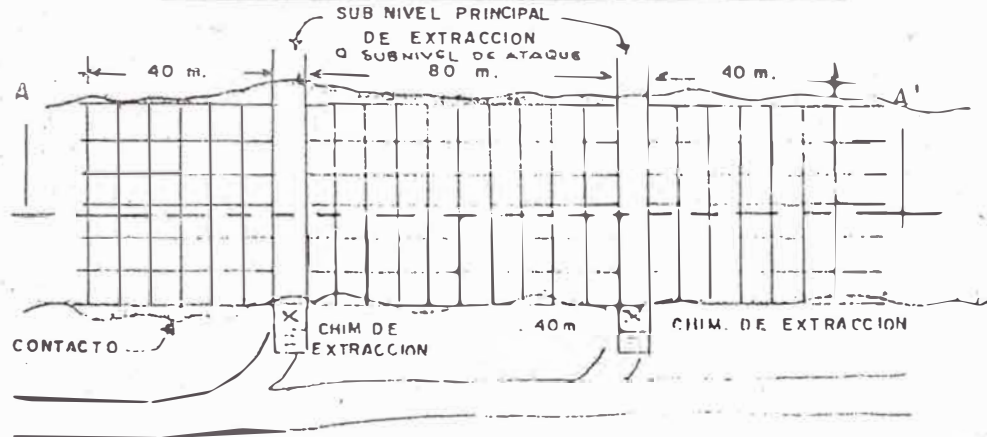 SUB NIVEL PRINCIPAL
DE EXTRACCION
O SUBNIVEL DE ATAQUE
40 m.
80 m.
40 m.
A
A'
CHIM DE
EXTRACCION
40m
CHIM. DE EXTRACCION
CONTACTO